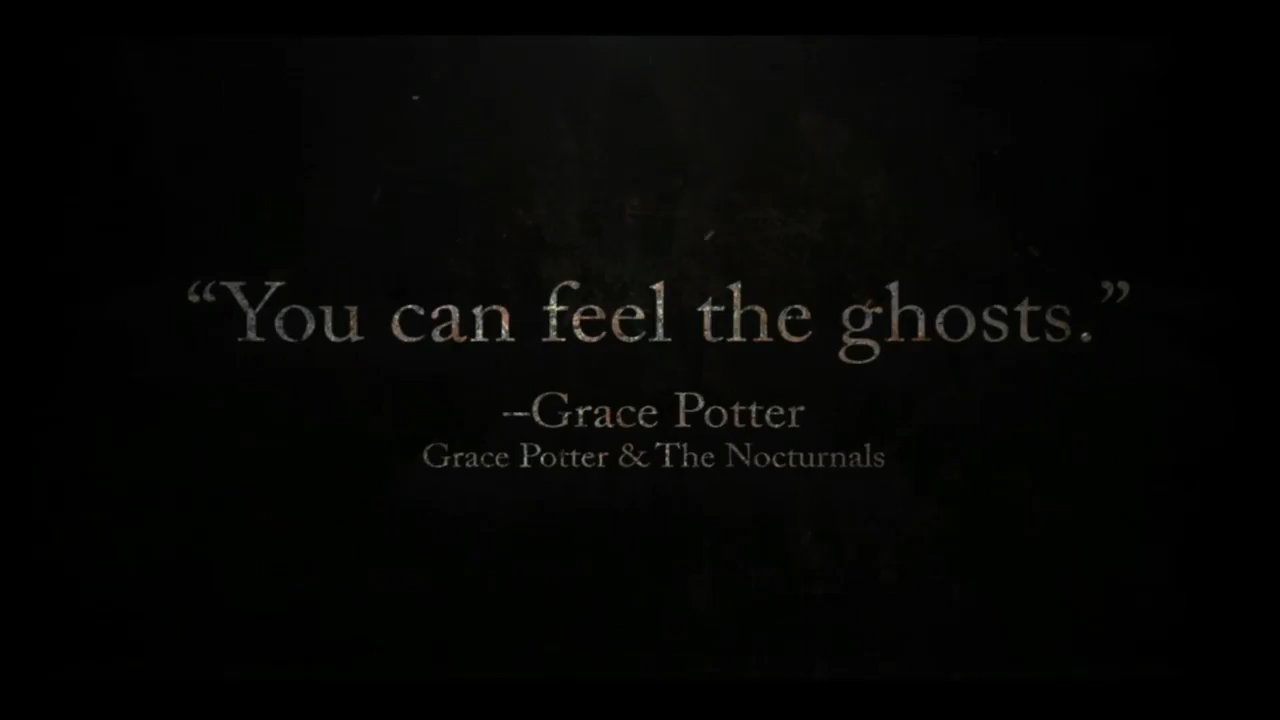 “You can feel the ghosts.”
--Grace Potter
Grace Potter & The Nocturnals